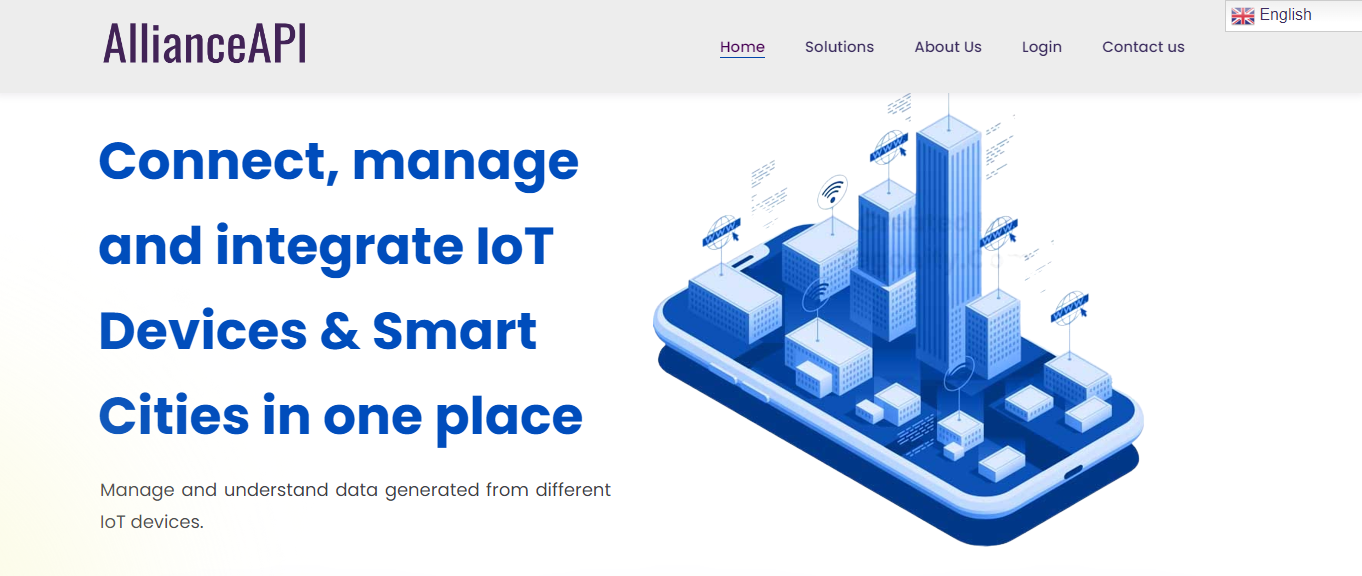 English
AllianceAPI
Home Solutions About Us Login Contact us
Connect, manage
and integrate IoT
Devices & Smart
Cities in one place
Manage and understand data generated from different
IoT devices.
www
www
www
www